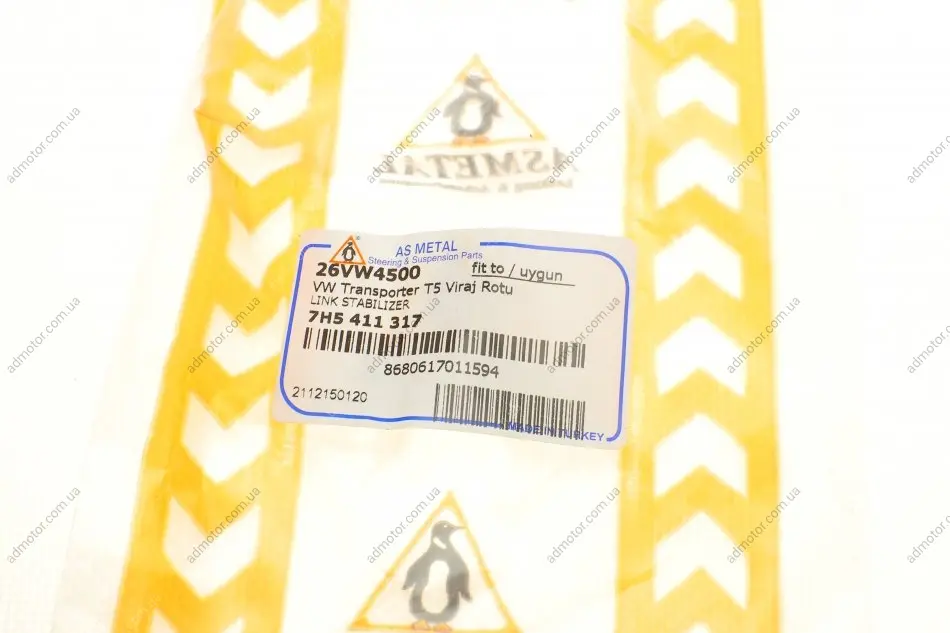 ASMETAL
AS METAL
Steering & Suspension Parts
26VW4500
fit to / uygun
VW Transporter T5 Viraj Rotu
LINK STABILIZER
7H5 411 317
8680617011594
2112150120
MADE IN TURKEY
admotor.com.ua